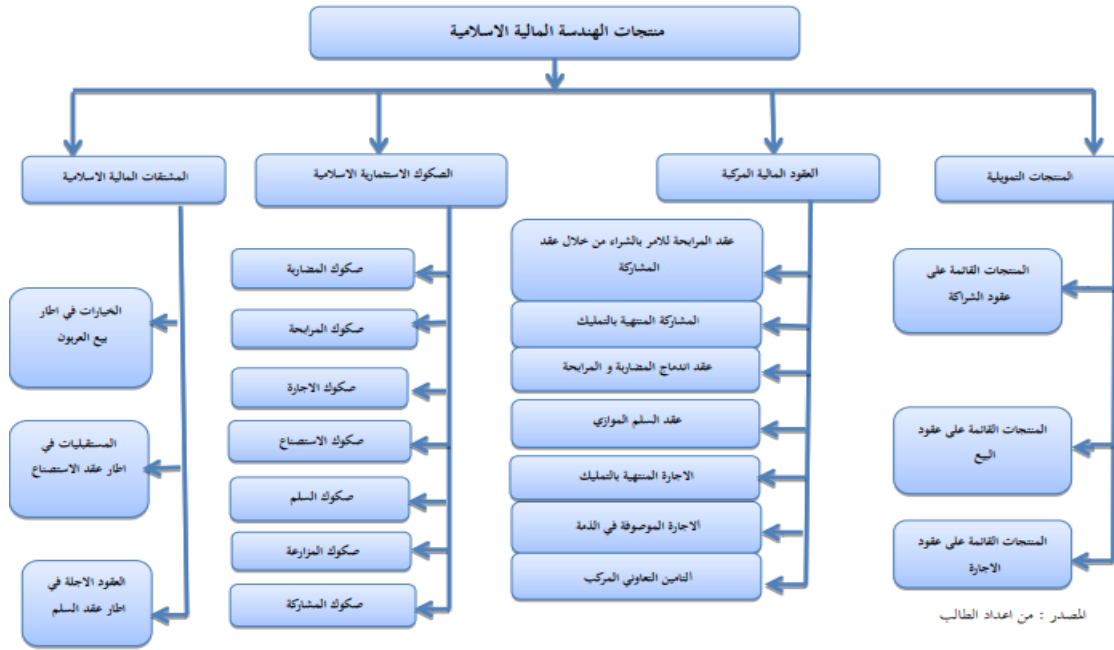 منتجات الهندسة المالية الاسلامية
المنتجات التمويلية
المنتجات القائمة على
عقود الشراكة
المنتجات القائمة على عقود
البيع
المنتجات القائمة على عقود
الاجارة
العقود المالية المركبة
عقد المرابحة للامر بالشراء من خلال عقد
المشاركة
المشاركة المنتهية بالتمليك
عقد اندماج المضاربة و المرابحة
عقد السلم الموازي
الاجارة المنتهية بالتمليك
ألاجارة الموصوفة في الذمة
ألتامين التعاوني المركب
الصكوك الاستثمارية الاسلامية
صكوك المضاربة
صكوك المرابحة
صكوك الاجارة
صكوك الاستصناع
صكوك السلم
صكوك المزارعة
صكوك المشاركة
المشتقات المالية الاسلامية
الخيارات في اطار
بيع العربون
المستقبليات في
اطار عقد الاستصناع
العقود الاجلة في
اطار عقد السلم
المصدر : من اعداد الطالب